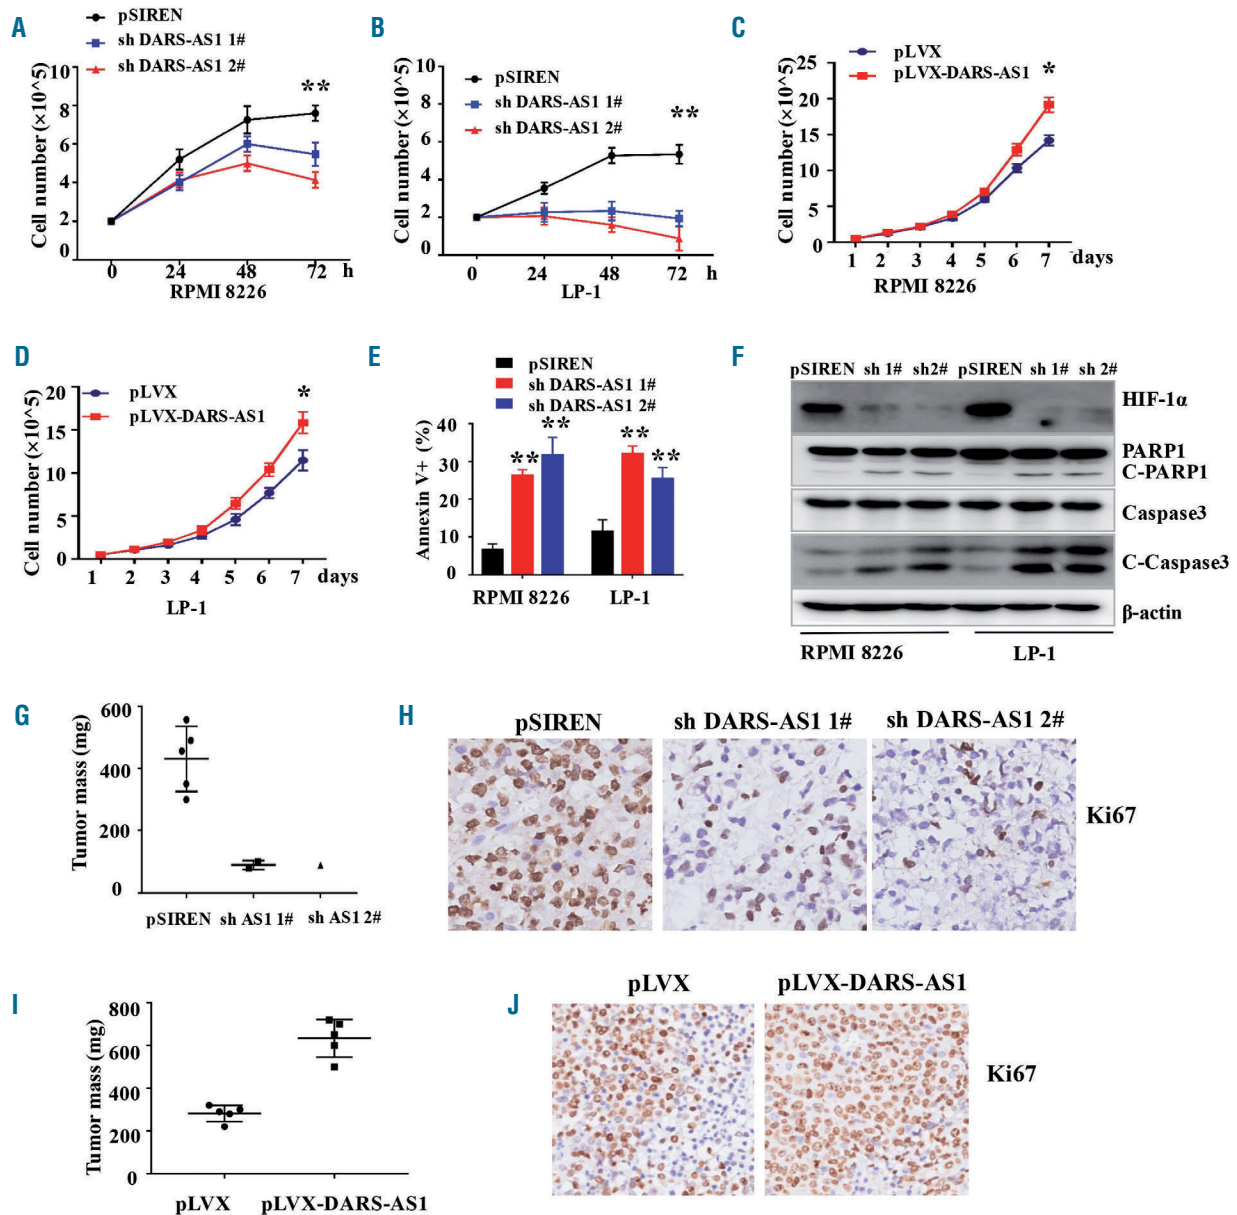 A
pSIREN
sh DARS-AS1 1#
sh DARS-AS1 2#
Cell number (×10^5)
10
8
6
4
2
0
**
0 24 48 72 h
RPMI 8226
B
pSIREN
sh DARS-AS1 1#
sh DARS-AS1 2#
Cell number (×10^5)
10
8
6
4
2
0
**
0 24 48 72 h
LP-1
C
pLVX
pLVX-DARS-AS1
Cell number (×10^5)
25
20
15
10
5
0
*
1 2 3 4 5 6 7 days
RPMI 8226
D
pLVX
pLVX-DARS-AS1
Cell number (×10^5)
20
15
10
5
0
*
1 2 3 4 5 6 7 days
LP-1
E
pSIREN
sh DARS-AS1 1#
sh DARS-AS1 2#
Annexin V+ (%)
40
30
20
10
0
** ** ** **
RPMI 8226 LP-1
F
pSIREN sh 1# sh2# pSIREN sh 1# sh 2#
HIF-1α
PARP1
C-PARP1
Caspase3
C-Caspase3
β-actin
RPMI 8226 LP-1
G
Tumor mass (mg)
600
400
200
0
pSIREN sh AS1 1# sh AS1 2#
H
pSIREN sh DARS-AS1 1# sh DARS-AS1 2#
Ki67
I
Tumor mass (mg)
800
600
400
200
0
pLVX pLVX-DARS-AS1
J
pLVX pLVX-DARS-AS1
Ki67